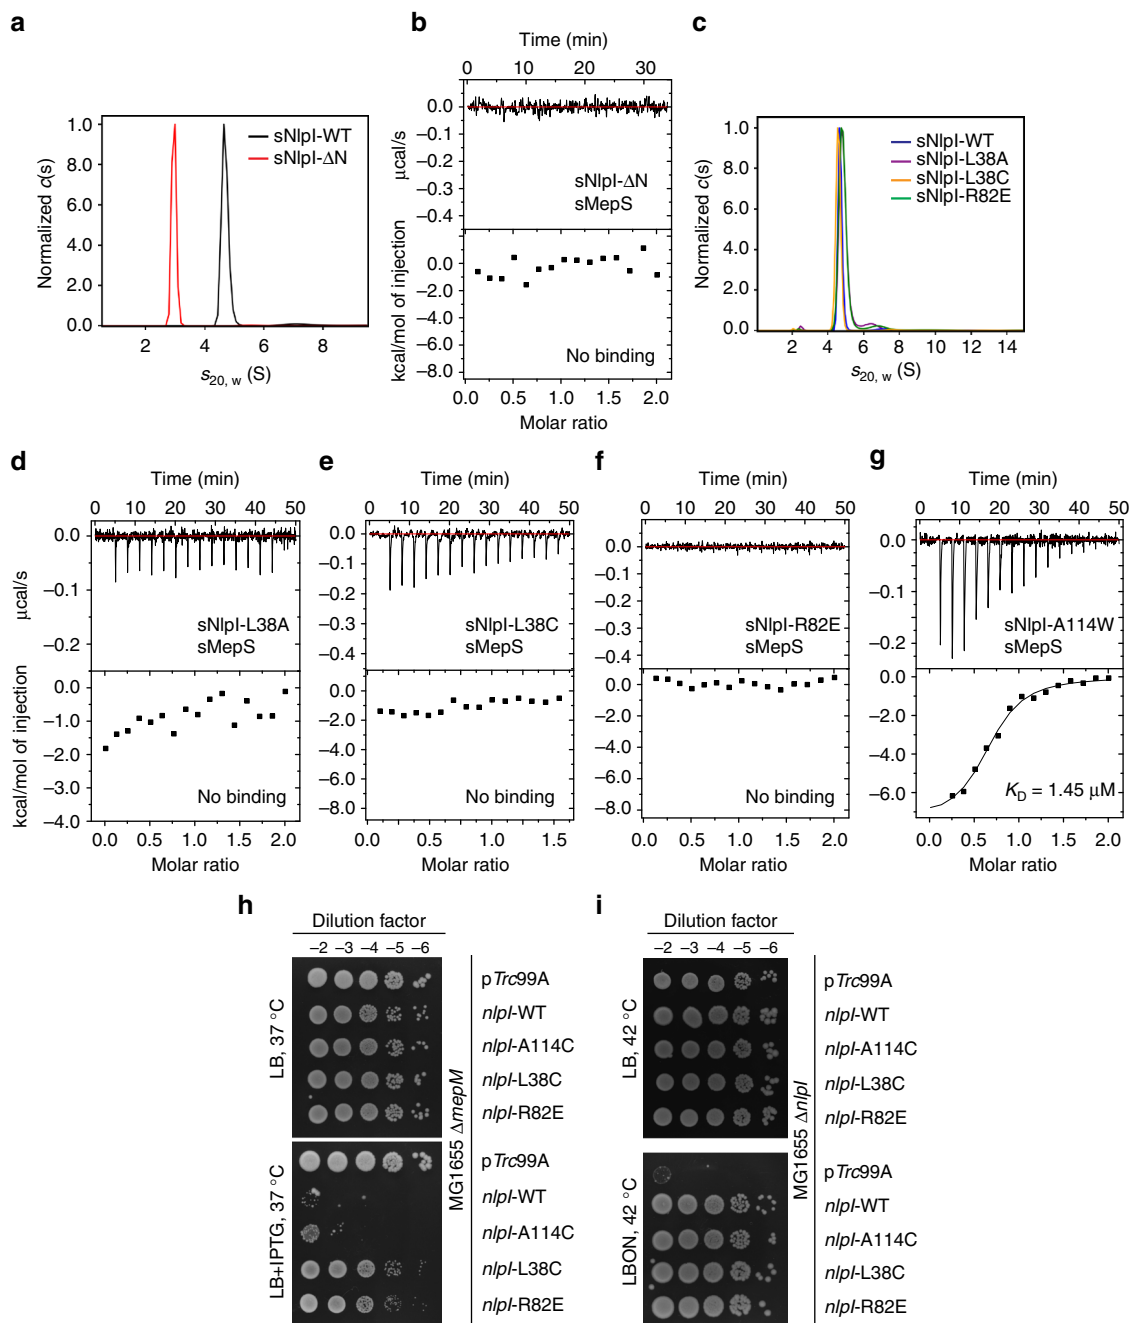 a
Normalized c(s)
1.0
8.0
6.0
4.0
2.0
0.0
sNlpI-WT
sNlpI-ΔN
2 4 6 8
s20, w (S)
b
Time (min)
0 10 20 30
μcal/s
0.0
−0.1
−0.2
−0.3
−0.4
sNlpI-ΔN
sMepS
kcal/mol of injection
0.0
−2.0
−4.0
−6.0
−8.0
No binding
0.0 0.5 1.0 1.5 2.0
Molar ratio
c
Normalized c(s)
1.0
8.0
6.0
4.0
2.0
0.0
sNlpI-WT
sNlpI-L38A
sNlpI-L38C
sNlpI-R82E
2 4 6 8 10 12 14
s20, w (S)
d
Time (min)
0 10 20 30 40 50
μcal/s
0.0
−0.1
−0.2
sNlpI-L38A
sMepS
kcal/mol of injection
0.0
−1.0
−2.0
−3.0
−4.0
No binding
0.0 0.5 1.0 1.5 2.0
Molar ratio
e
Time (min)
0 10 20 30 40 50
0.0
−0.1
−0.2
−0.3
−0.4
sNlpI-L38C
sMepS
0.0
−2.0
−4.0
−6.0
−8.0
No binding
0.0 0.5 1.0 1.5
Molar ratio
f
Time (min)
0 10 20 30 40 50
0.0
−0.1
−0.2
−0.3
−0.4
sNlpI-R82E
sMepS
0.0
−2.0
−4.0
−6.0
−8.0
No binding
0.0 0.5 1.0 1.5 2.0
Molar ratio
g
Time (min)
0 10 20 30 40 50
0.0
−0.1
−0.2
sNlpI-A114W
sMepS
0.0
−2.0
−4.0
−6.0
KD = 1.45 μM
0.0 0.5 1.0 1.5 2.0
Molar ratio
h
Dilution factor
−2 −3 −4 −5 −6
LB, 37 °C
pTrc99A
nlpI-WT
nlpI-A114C
nlpI-L38C
nlpI-R82E
LB+IPTG, 37 °C
pTrc99A
nlpI-WT
nlpI-A114C
nlpI-L38C
nlpI-R82E
MG1655 ΔmepM
i
Dilution factor
−2 −3 −4 −5 −6
LB, 42 °C
pTrc99A
nlpI-WT
nlpI-A114C
nlpI-L38C
nlpI-R82E
LBON, 42 °C
pTrc99A
nlpI-WT
nlpI-A114C
nlpI-L38C
nlpI-R82E
MG1655 ΔnlpI